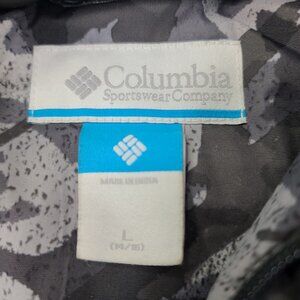 Columbia
Sportswear Company
MADE IN INDIA
L
(14/16)